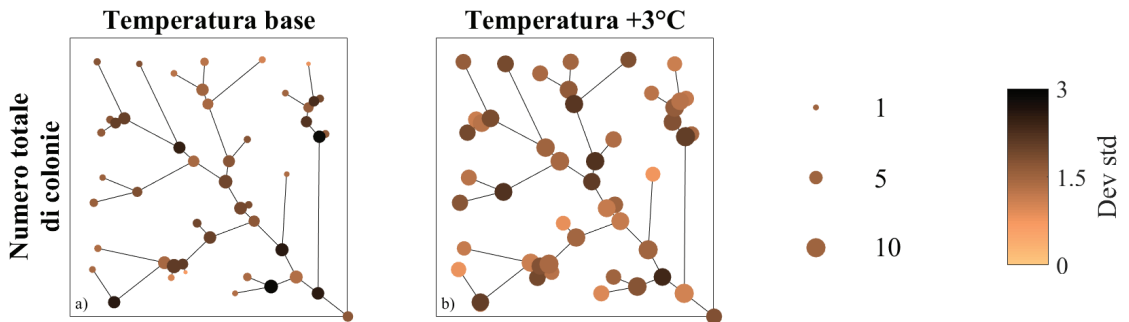 Temperatura base
Temperatura +3°C
Numero totale
di colonie
a)
b)
1
5
10
3
1.5
0
Dev std